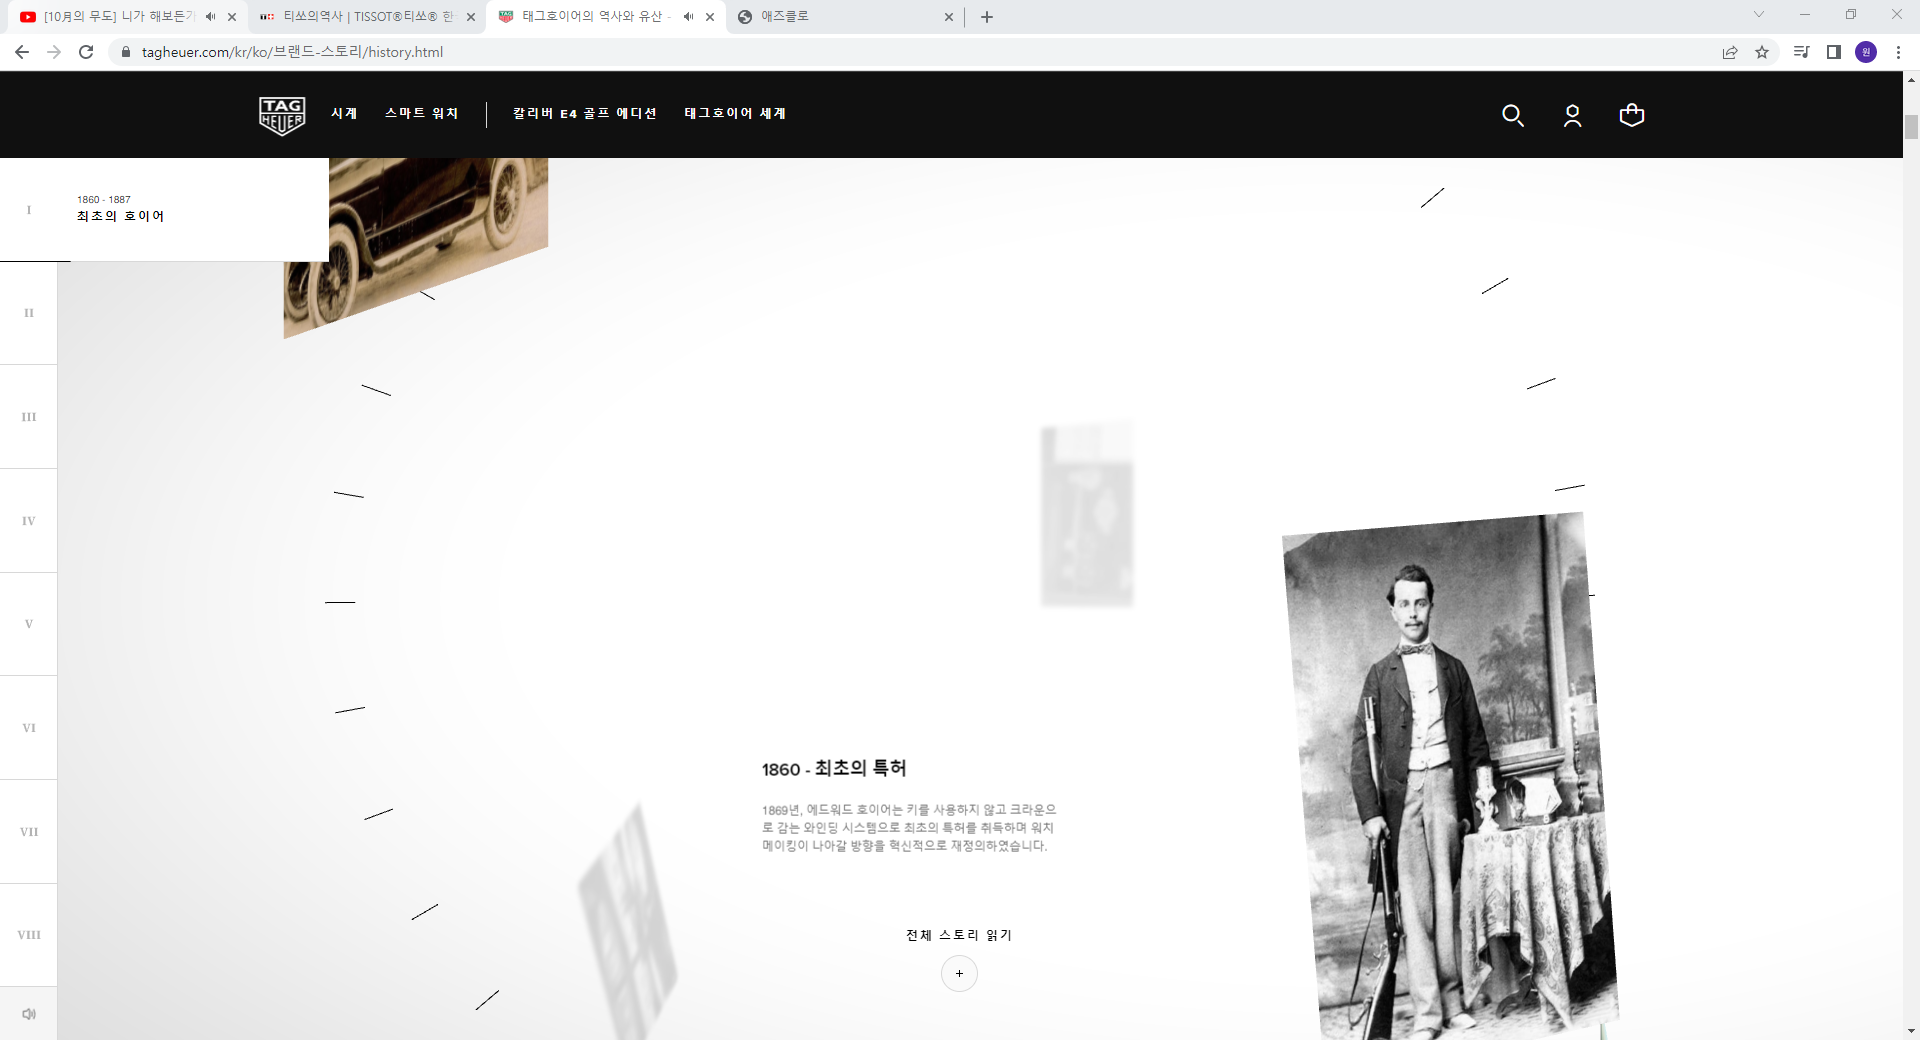 [10月의 무도] 니가 해보든가
티쏘의역사 | TISSOT®티쏘® 한
태그호이어의 역사와 유산 -
애즈클로
tagheuer.com/kr/ko/브랜드-스토리/history.html
원
TAG
HEUER
시계
스마트 워치
칼리버 E4 골프 에디션
태그호이어 세계
I
1860 - 1887
최초의 호이어
II
III
IV
V
VI
VII
VIII
1860 - 최초의 특허
1869년, 에드워드 호이어는 키를 사용하지 않고 크라운으
로 감는 와인딩 시스템으로 최초의 특허를 취득하며 워치
메이킹이 나아갈 방향을 혁신적으로 재정의하였습니다.
전체 스토리 읽기
+